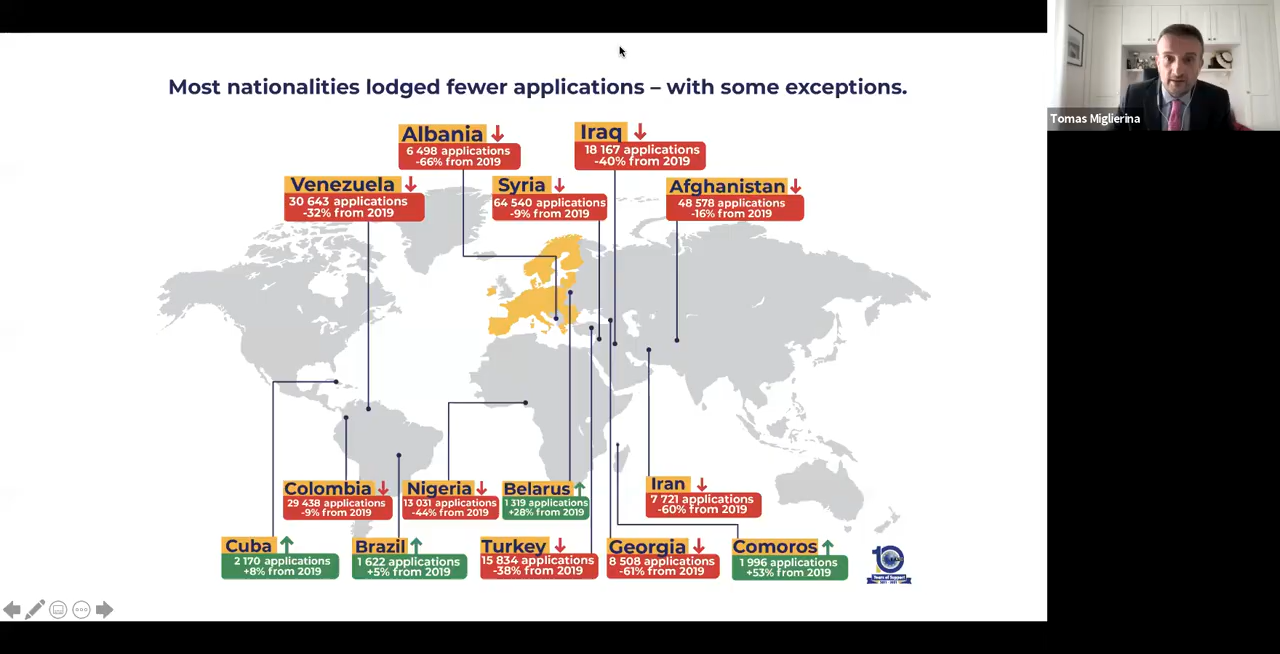 Most nationalities lodged fewer applications – with some exceptions.
Tomas Miglierina
Albania
6 498 applications
-66% from 2019
Iraq
18 167 applications
-40% from 2019
Venezuela
30 643 applications
-32% from 2019
Syria
64 540 applications
-9% from 2019
Afghanistan
48 578 applications
-16% from 2019
Colombia
29 438 applications
-9% from 2019
Nigeria
13 031 applications
-44% from 2019
Belarus
1 319 applications
+28% from 2019
Iran
7 721 applications
-60% from 2019
Cuba
2 170 applications
+8% from 2019
Brazil
1 622 applications
+5% from 2019
Turkey
15 834 applications
-38% from 2019
Georgia
8 508 applications
-61% from 2019
Comoros
1 996 applications
+53% from 2019
10
Years of Support